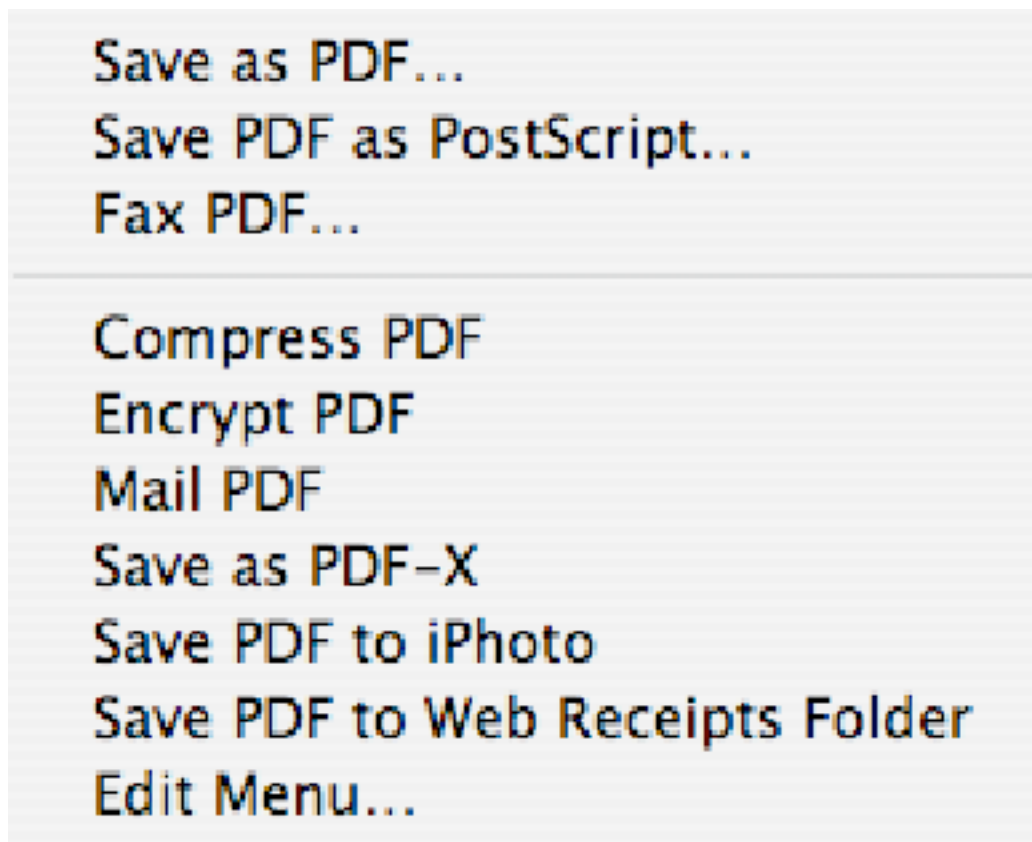 Save as PDF...
Save PDF as PostScript...
Fax PDF...
Compress PDF
Encrypt PDF
Mail PDF
Save as PDF-X
Save PDF to iPhoto
Save PDF to Web Receipts Folder
Edit Menu...